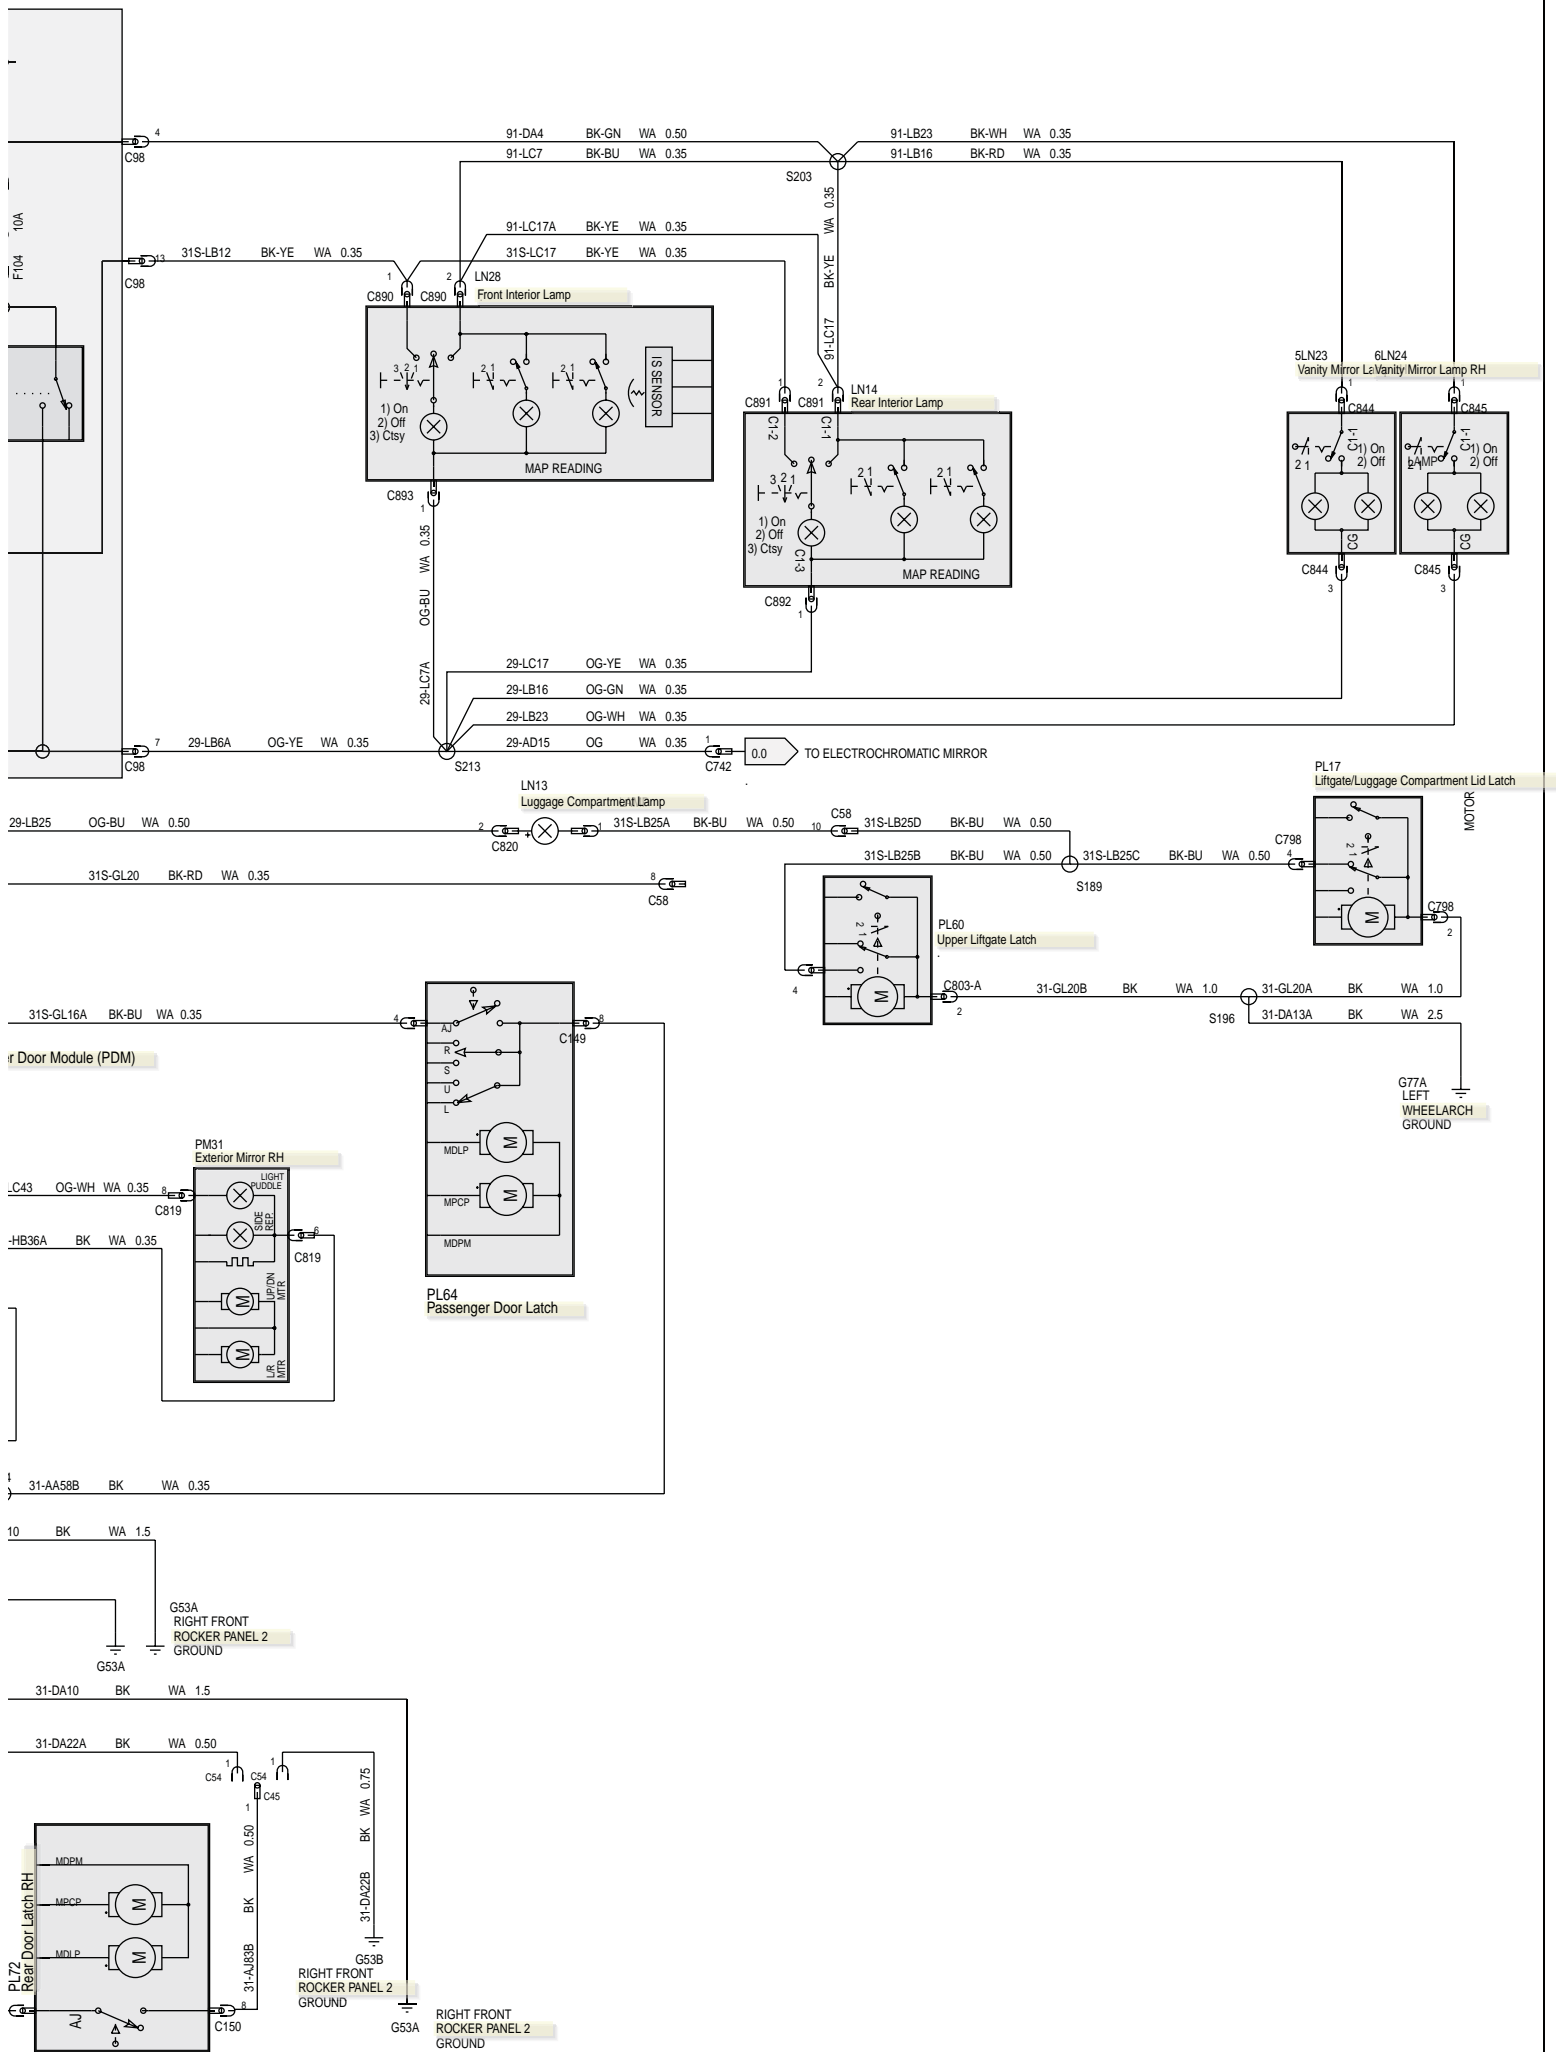 4
91-DA4 BK-GN WA 0.50
91-LB23 BK-WH WA 0.35
C98
91-LC7 BK-BU WA 0.35
91-LB16 BK-RD WA 0.35
S203
F104 10A
91-LC17A BK-YE WA 0.35
91-LC17 BK-YE WA 0.35
13
31S-LB12 BK-YE WA 0.35
31S-LC17 BK-YE WA 0.35
C98
1
2
LN28
C890
C890
Front Interior Lamp
3 2 1
2 1
2 1
IS SENSOR
1) On
2) Off
3) Ctsy
MAP READING
C893
1
29-LC7A OG-BU WA 0.35
1
2
LN14
C891
C891
Rear Interior Lamp
C1-2
C1-1
3 2 1
2 1
2 1
1) On
2) Off
3) Ctsy
C1-3
MAP READING
C892
1
5LN23
6LN24
Vanity Mirror La
Vanity Mirror Lamp RH
1
1
C844
C845
C1-1
1) On
2) Off
2 1
CG
C1-1
1) On
2) Off
2 1
LAMP
CG
C844
C845
3
3
29-LC17 OG-YE WA 0.35
29-LB16 OG-GN WA 0.35
29-LB23 OG-WH WA 0.35
7
29-LB6A OG-YE WA 0.35
29-AD15 OG WA 0.35
1
0.0
TO ELECTROCHROMATIC MIRROR
C98
S213
C742
PL17
Liftgate/Luggage Compartment Lid Latch
MOTOR
LN13
Luggage Compartment Lamp
29-LB25 OG-BU WA 0.50
2
+
1
31S-LB25A BK-BU WA 0.50
10
C58
31S-LB25D BK-BU WA 0.50
C820
31S-LB25B BK-BU WA 0.50
31S-LB25C BK-BU WA 0.50
C798
4
2 1
M
S189
C798
2
31S-GL20 BK-RD WA 0.35
8
C58
PL60
Upper Liftgate Latch
2 1
M
4
C803-A
2
31-GL20B BK WA 1.0
31-GL20A BK WA 1.0
S196
31-DA13A BK WA 2.5
G77A
LEFT
WHEELARCH
GROUND
31S-GL16A BK-BU WA 0.35
4
AJ
R
S
U
L
8
C149
M
MDLP
M
MPCP
MDPM
PL64
Passenger Door Latch
r Door Module (PDM)
PM31
Exterior Mirror RH
LC43 OG-WH WA 0.35
8
C819
LIGHT
PUDDLE
SIDE
REP.
6
C819
-HB36A BK WA 0.35
M
UP/DN
MTR
M
L/R
MTR
31-AA58B BK WA 0.35
10 BK WA 1.5
G53A
RIGHT FRONT
ROCKER PANEL 2
GROUND
G53A
31-DA10 BK WA 1.5
31-DA22A BK WA 0.50
1
C54
C54
1
C45
1
31-AJ83B BK WA 0.50
31-DA22B BK WA 0.75
PL72
Rear Door Latch RH
MDPM
MPCP
M
MDLP
M
AJ
8
C150
G53B
RIGHT FRONT
ROCKER PANEL 2
GROUND
G53A
RIGHT FRONT
ROCKER PANEL 2
GROUND